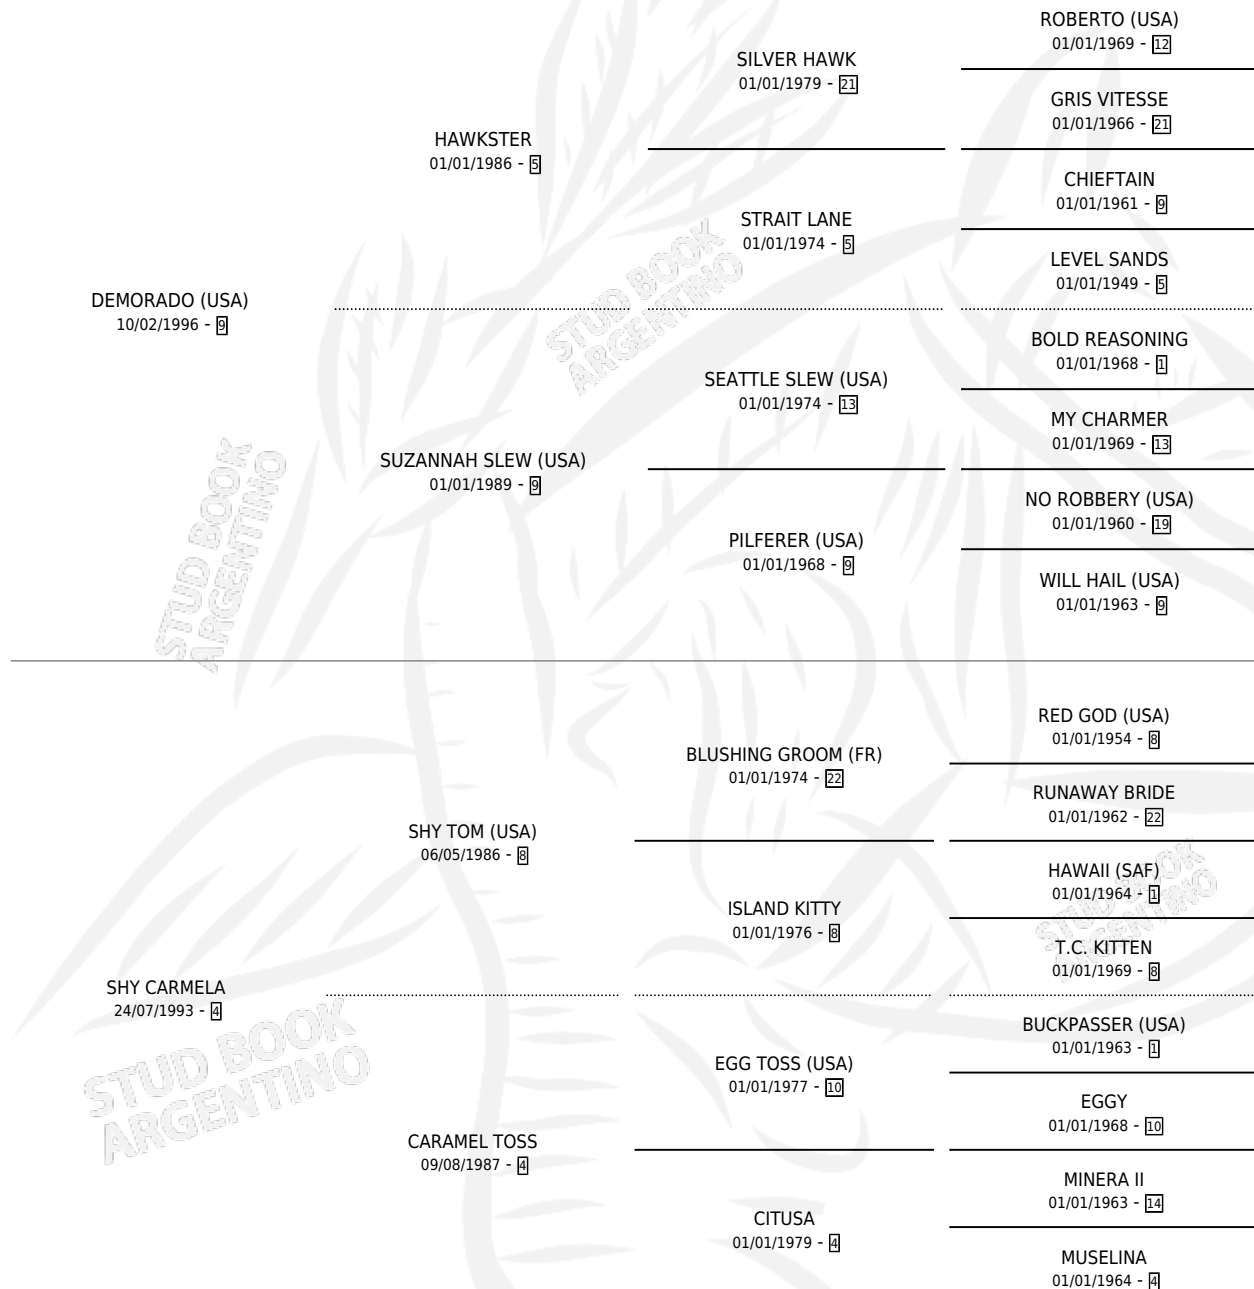 ROBERTO (USA)
01/01/1969 - 12
SILVER HAWK
01/01/1979 - 21
GRIS VITESSE
01/01/1966 - 21
HAWKSTER
01/01/1986 - 5
CHIEFTAIN
01/01/1961 - 9
STRAIT LANE
01/01/1974 - 5
LEVEL SANDS
01/01/1949 - 5
DEMORADO (USA)
10/02/1996 - 9
BOLD REASONING
01/01/1968 - 1
SEATTLE SLEW (USA)
01/01/1974 - 13
MY CHARMER
01/01/1969 - 13
SUZANNAH SLEW (USA)
01/01/1989 - 9
NO ROBBERY (USA)
01/01/1960 - 19
PILFERER (USA)
01/01/1968 - 9
WILL HAIL (USA)
01/01/1963 - 9
RED GOD (USA)
01/01/1954 - 8
BLUSHING GROOM (FR)
01/01/1974 - 22
RUNAWAY BRIDE
01/01/1962 - 22
SHY TOM (USA)
06/05/1986 - 8
HAWAII (SAF)
01/01/1964 - 1
ISLAND KITTY
01/01/1976 - 8
T.C. KITTEN
01/01/1969 - 8
SHY CARMELA
24/07/1993 - 4
BUCKPASSER (USA)
01/01/1963 - 1
EGG TOSS (USA)
01/01/1977 - 10
EGGY
01/01/1968 - 10
CARAMEL TOSS
09/08/1987 - 4
MINERA II
01/01/1963 - 14
CITUSA
01/01/1979 - 4
MUSELINA
01/01/1964 - 4
STUD BOOK
ARGENTINO
STUD BOOK
ARGENTINO
STUD BOOK
ARGENTINO
STUD BOOK
ARGENTINO